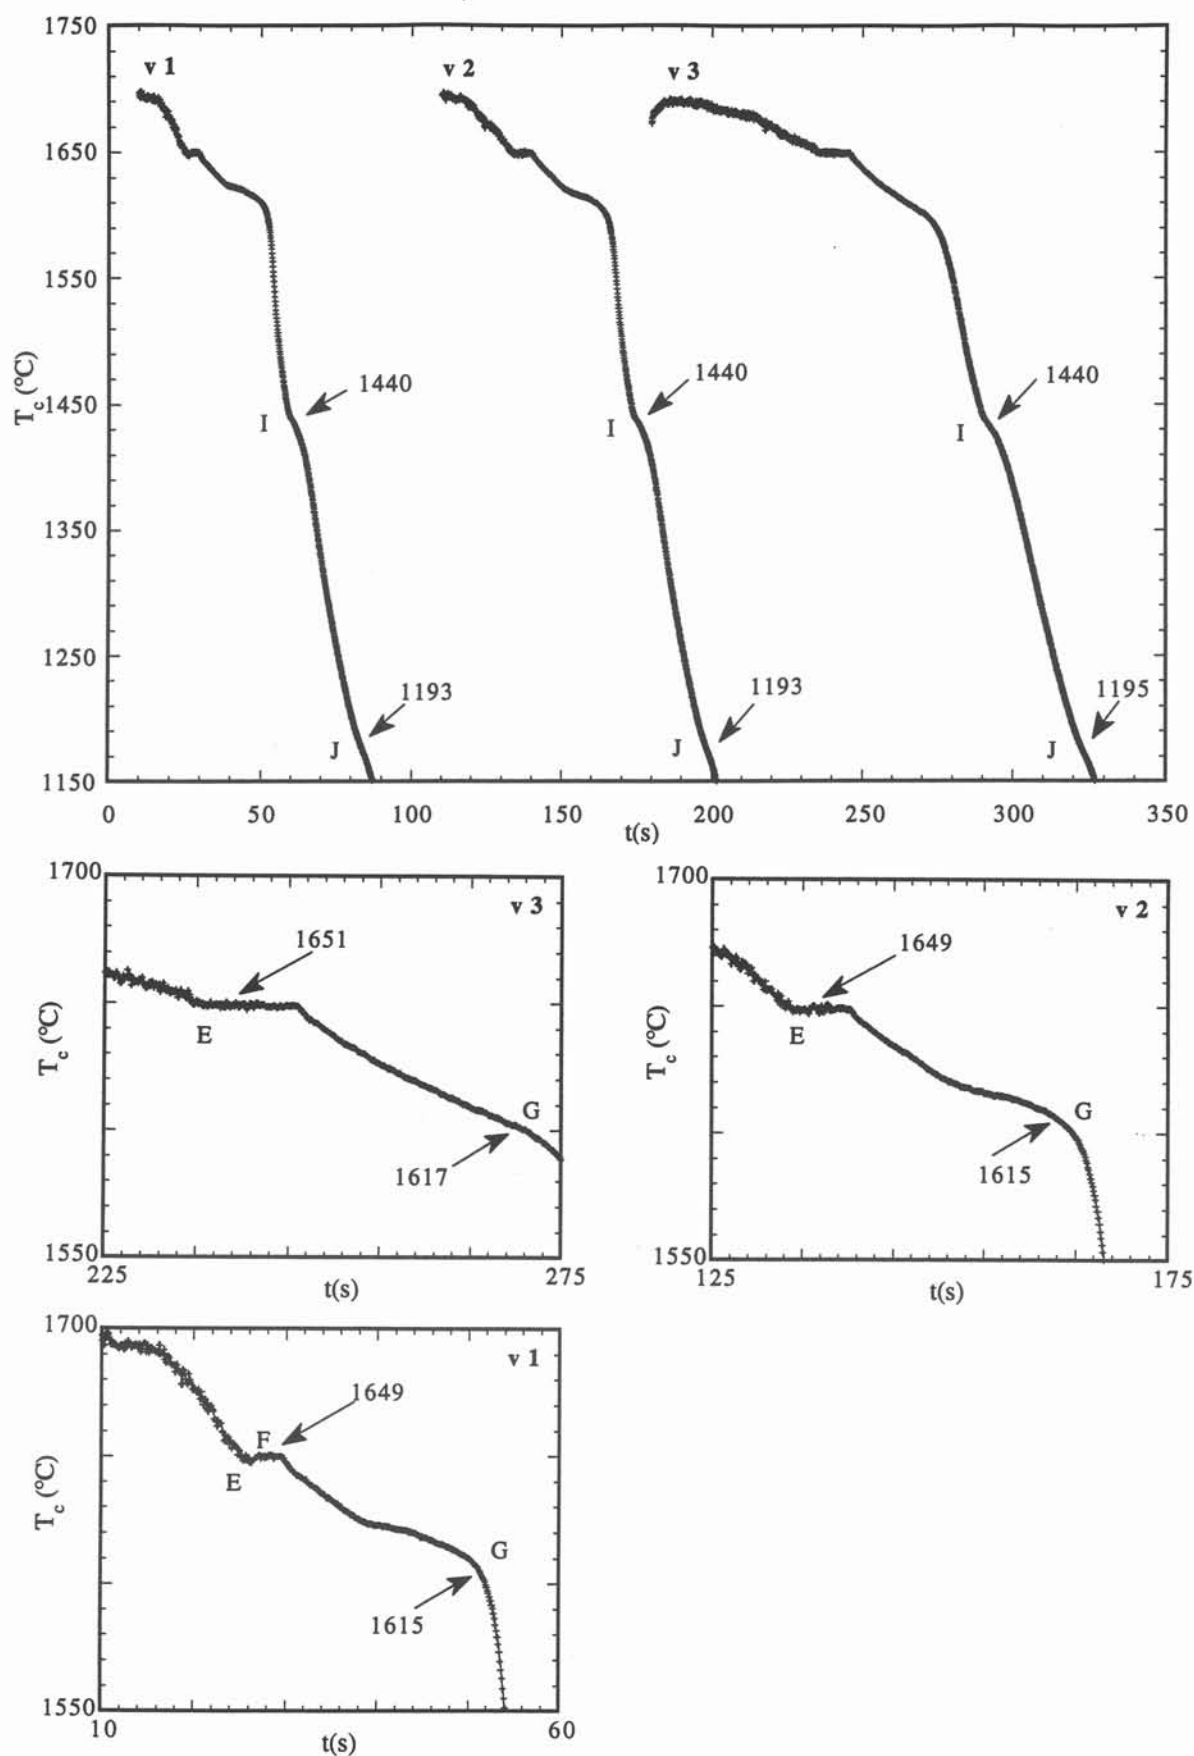 1750
v 1
v 2
v 3
1650
1550
T_c (°C)
1450
1440
1440
1440
I
I
I
1350
1250
1193
1193
1195
J
J
J
1150
0
50
100
150
200
250
300
350
t(s)
1700
v 3
1651
T_c (°C)
E
G
1617
1550
225
t(s)
275
1700
v 2
1649
T_c (°C)
E
G
1615
1550
125
t(s)
175
1700
v 1
1649
F
T_c (°C)
E
G
1615
1550
10
t(s)
60